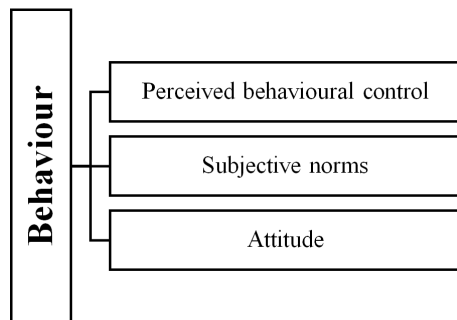 Behaviour
Perceived behavioural control
Subjective norms
Attitude